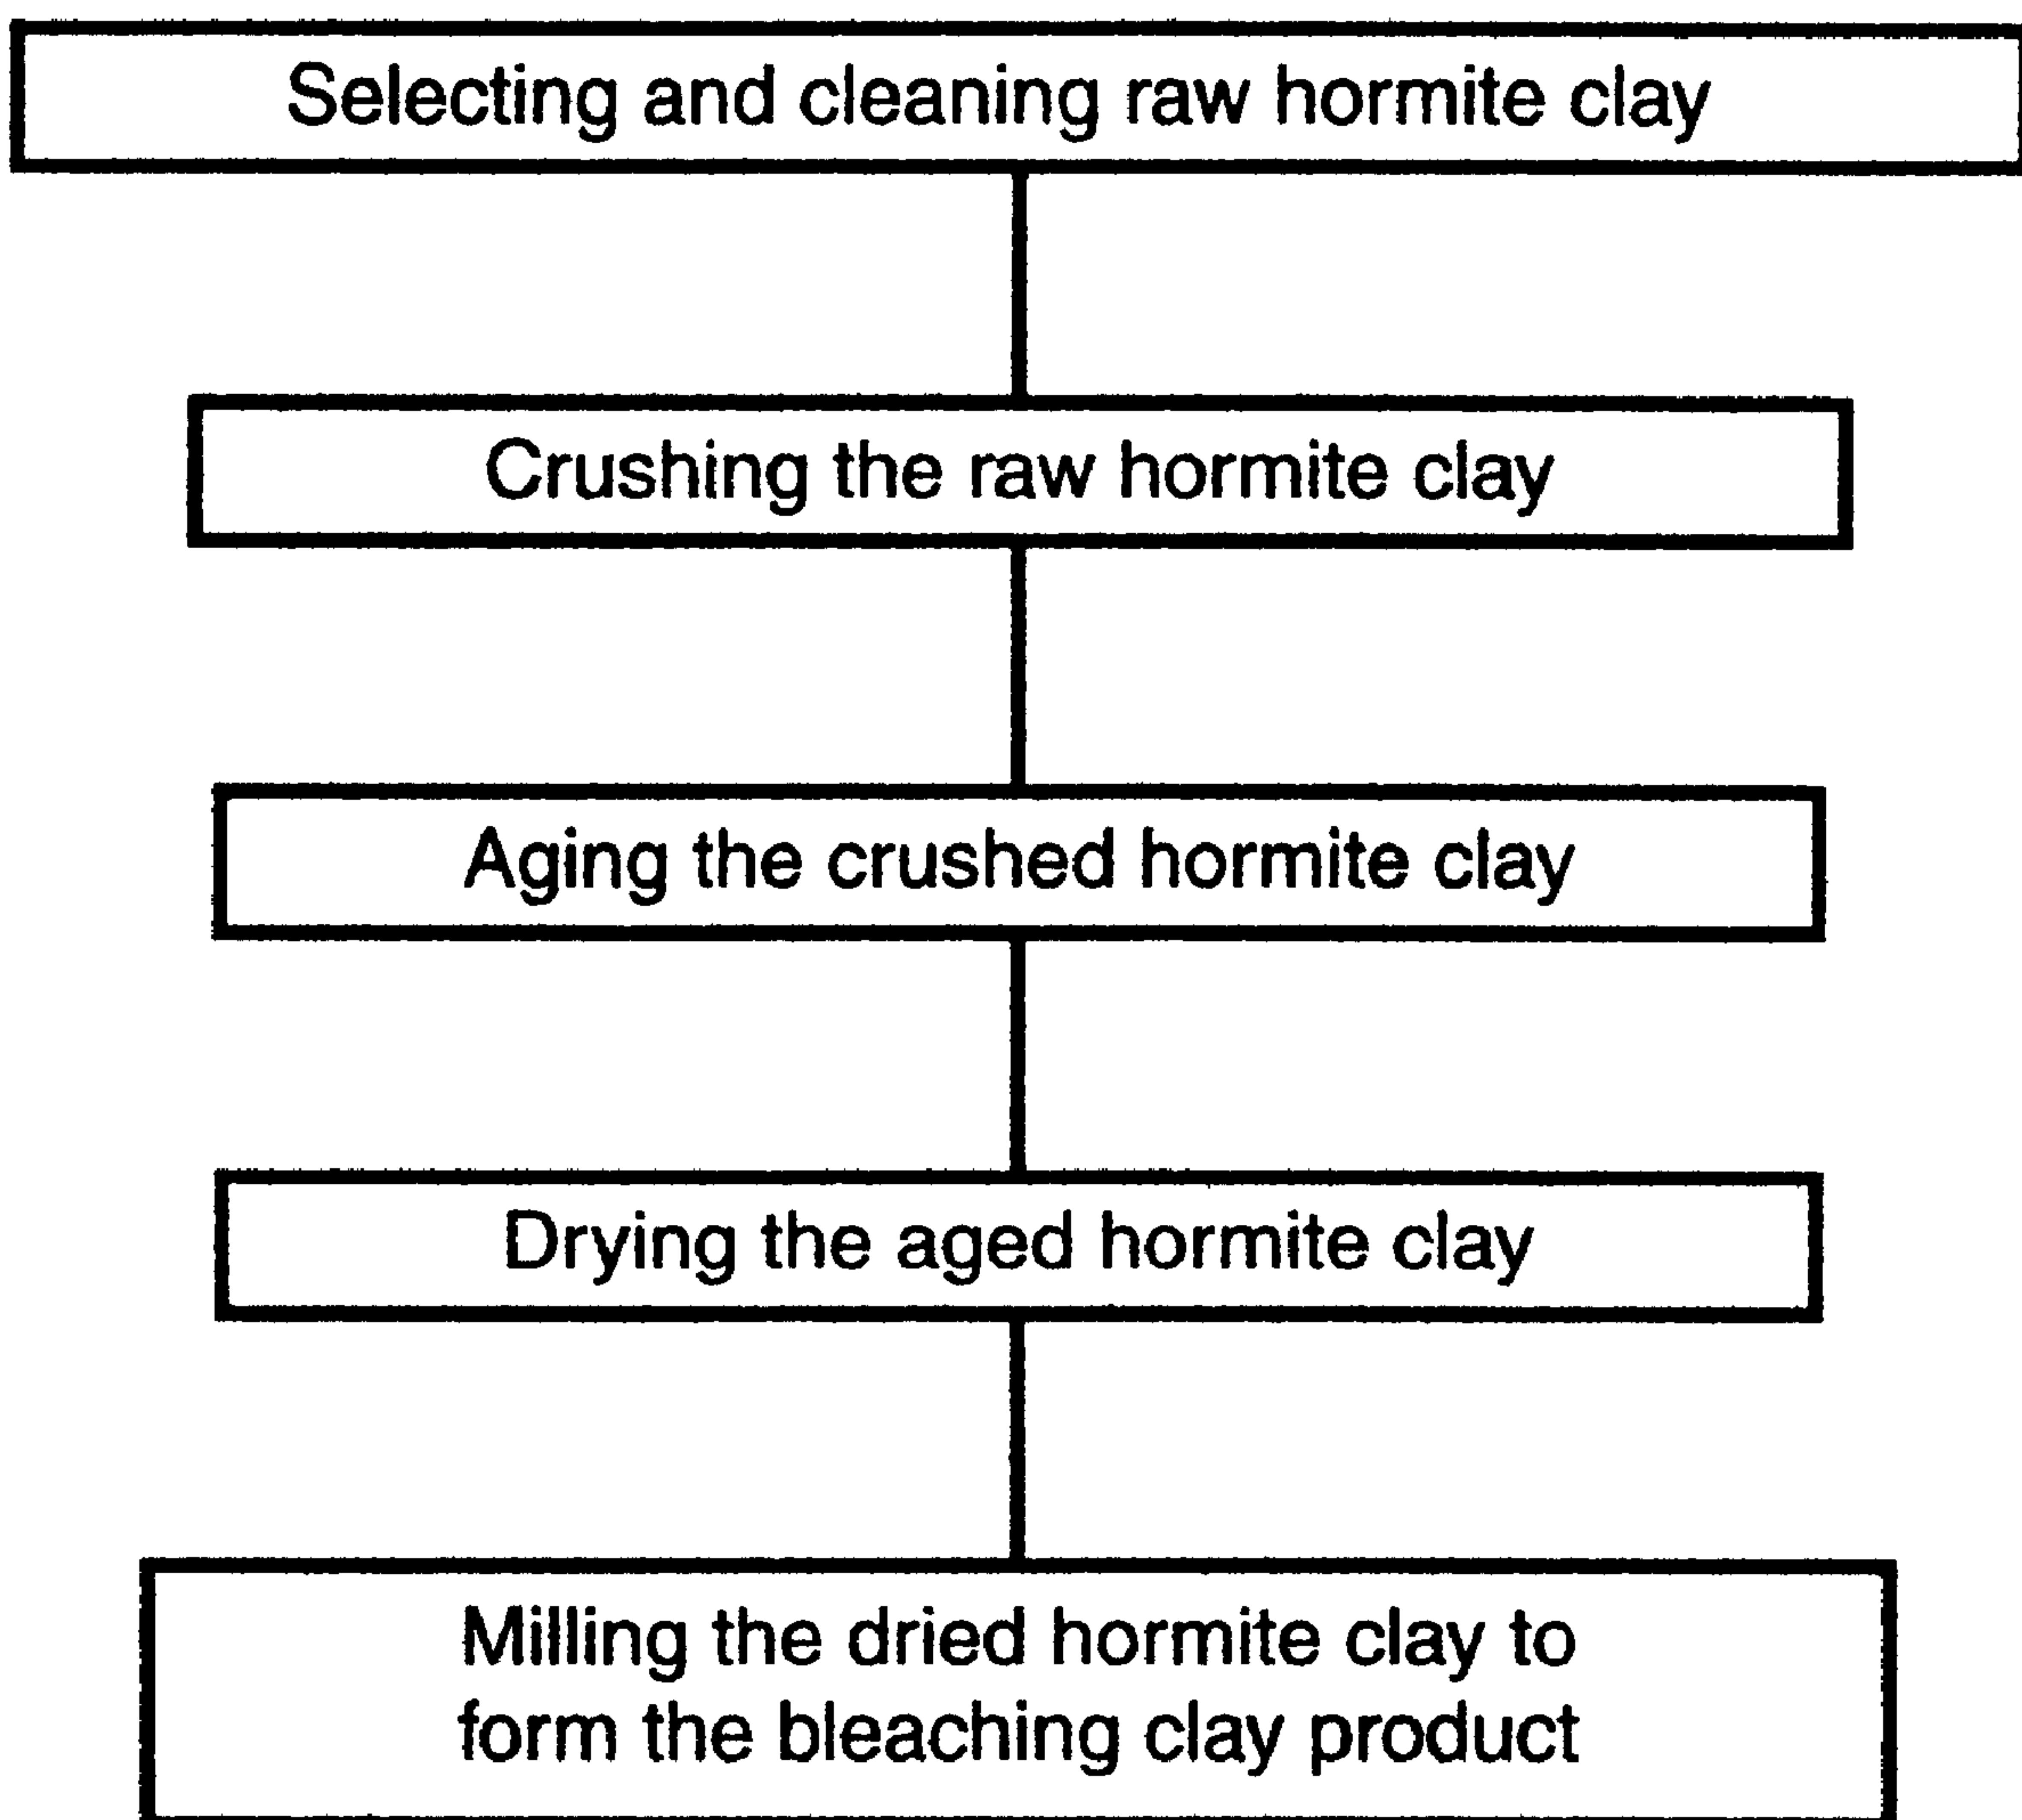 Selecting and cleaning raw hormite clay
Crushing the raw hormite clay
Aging the crushed hormite clay
Drying the aged hormite clay
Milling the dried hormite clay to
form the bleaching clay product